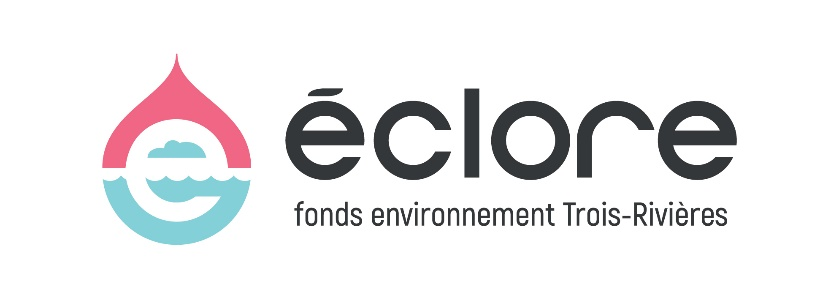 e
éclore
fonds environnement Trois-Rivières